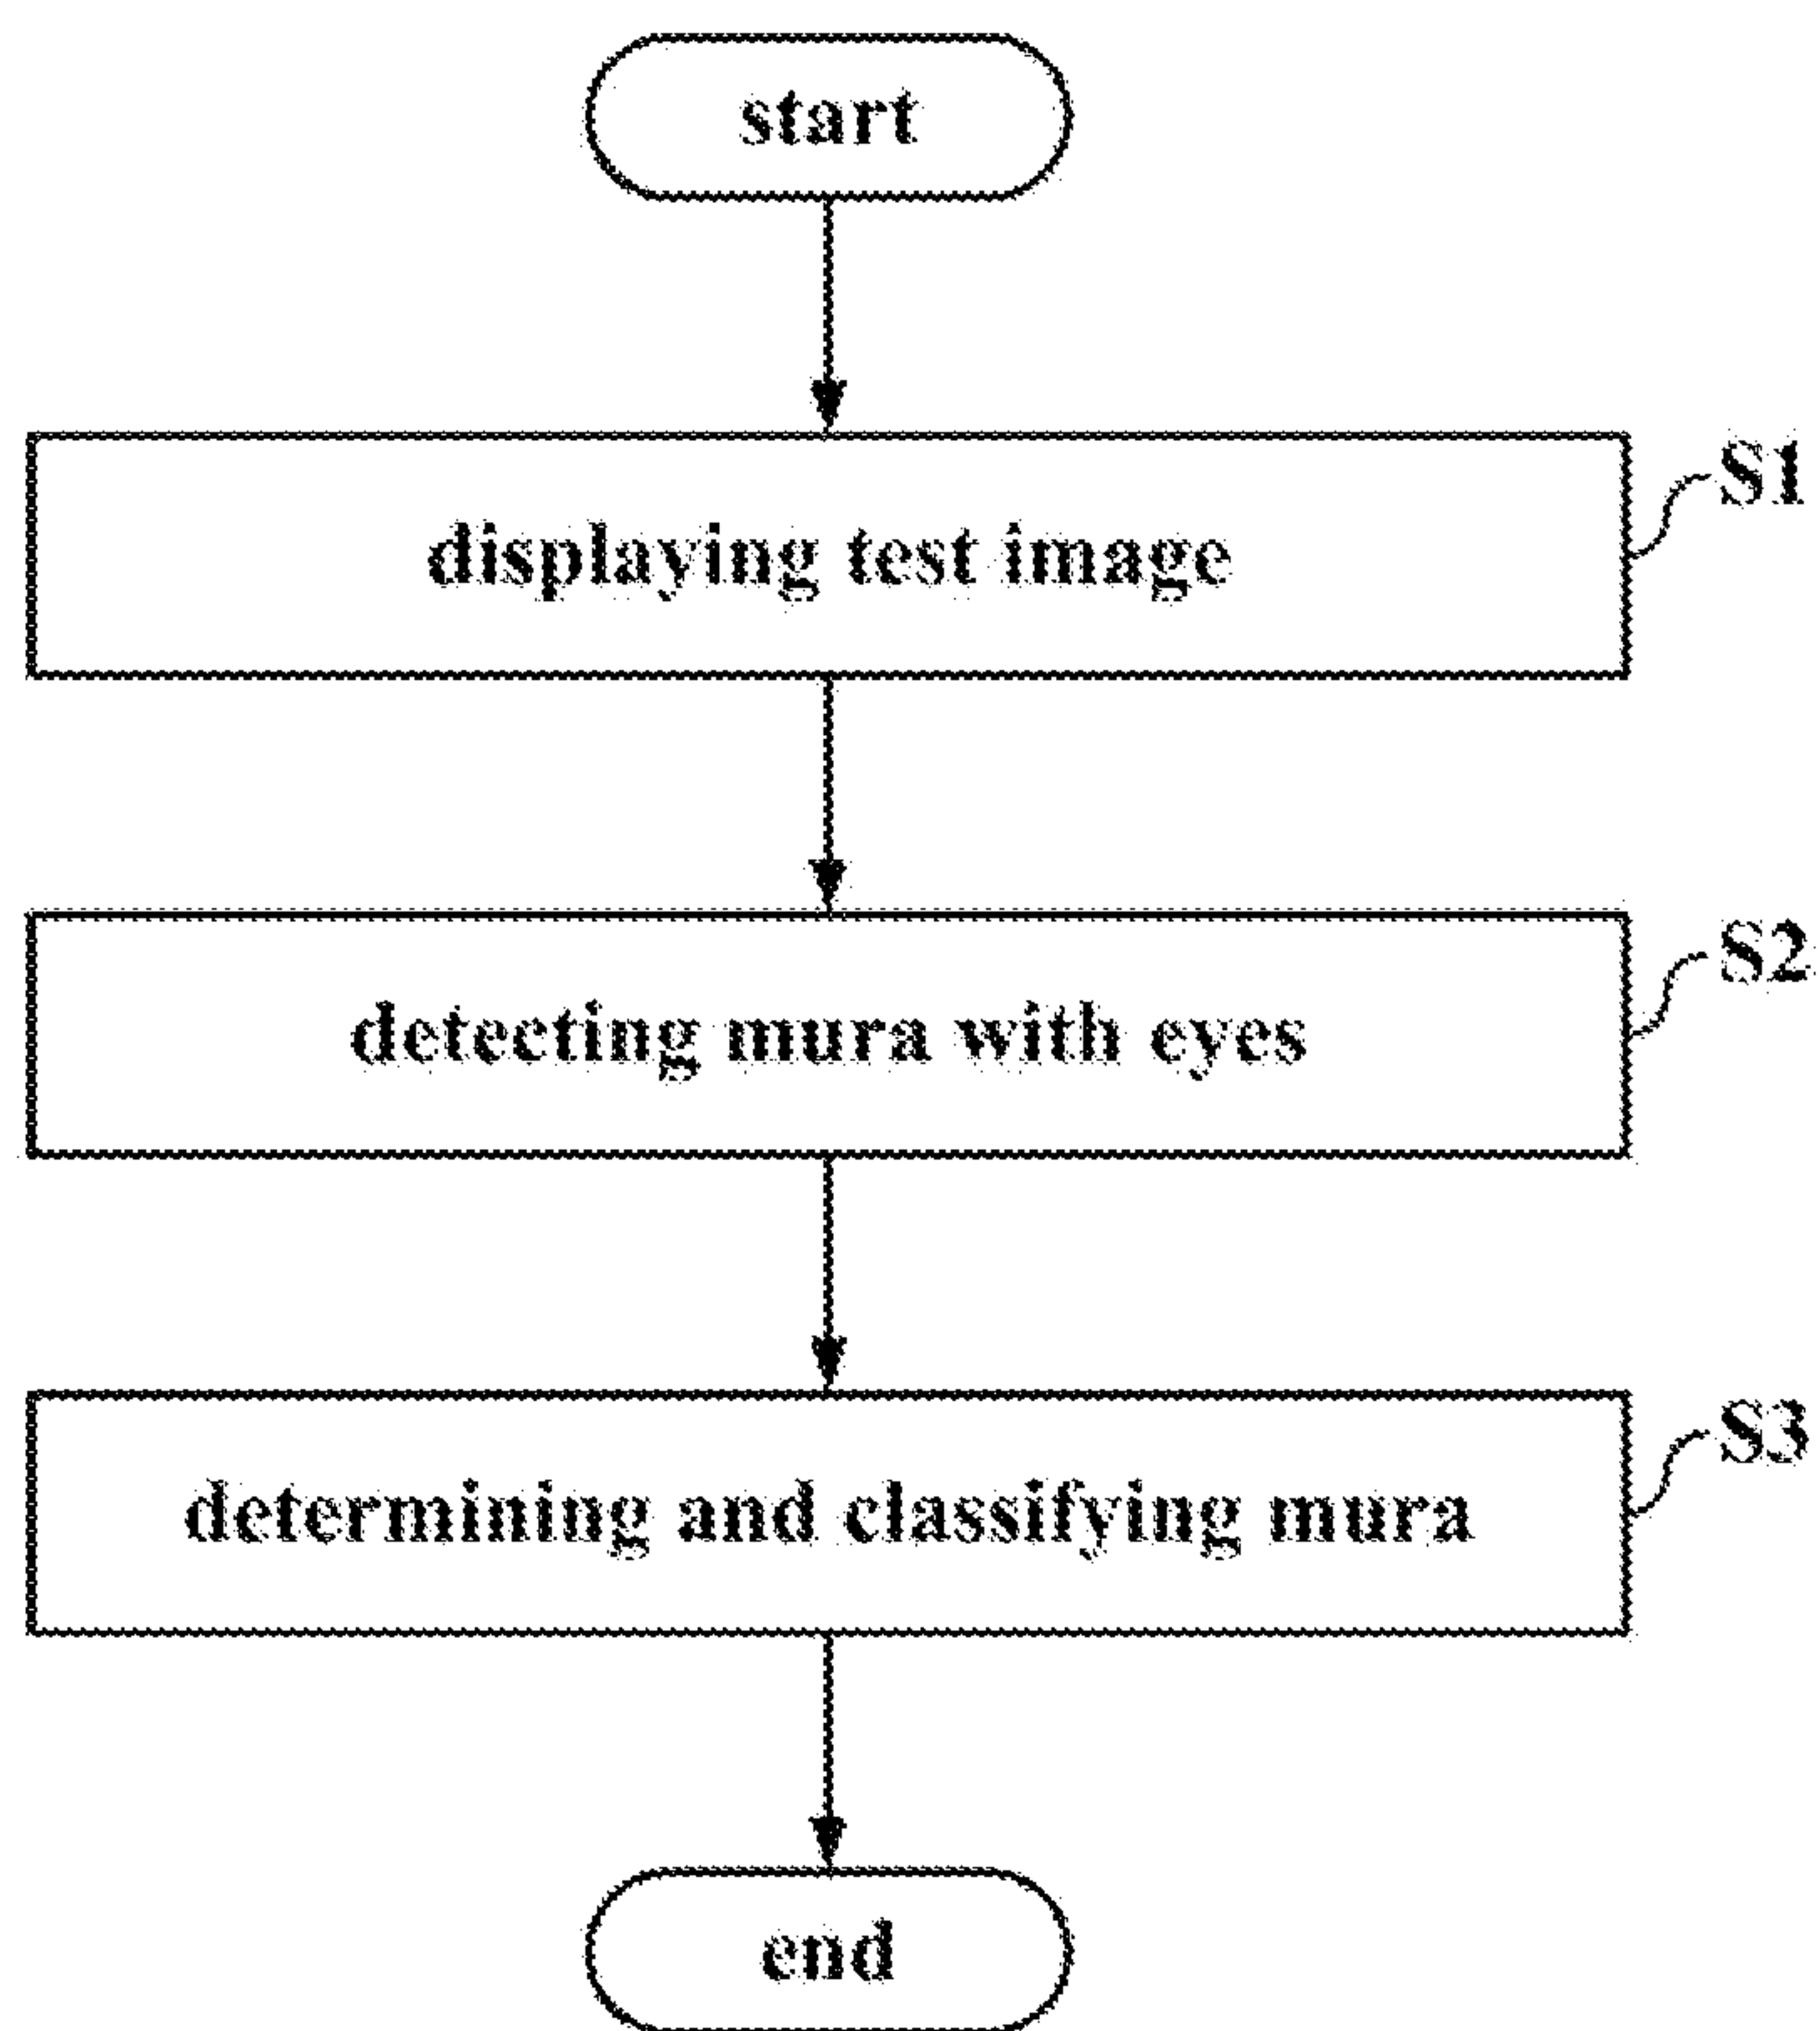 start
S1
displaying test image
S2
detecting mura with eyes
S3
determining and classifying mura
end